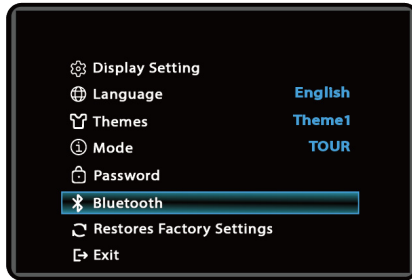 Display Setting
Language English
Themes Theme1
Mode TOUR
Password
Bluetooth
Restores Factory Settings
Exit